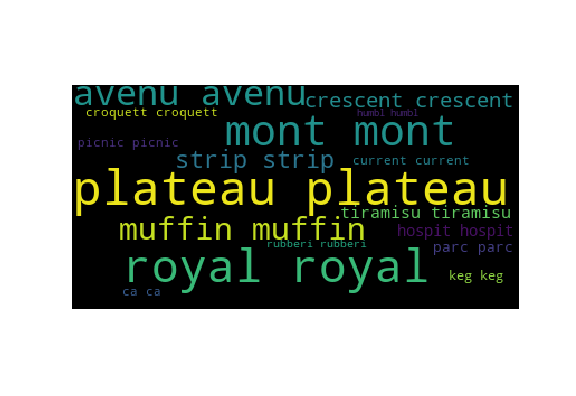 avenu avenu
crescent crescent
croquett croquett
humbl humbl
mont mont
picnic picnic
strip strip
current current
plateau plateau
tiramisu tiramisu
muffin muffin
hospit hospit
rubberi rubberi
parc parc
royal royal
keg keg
ca ca